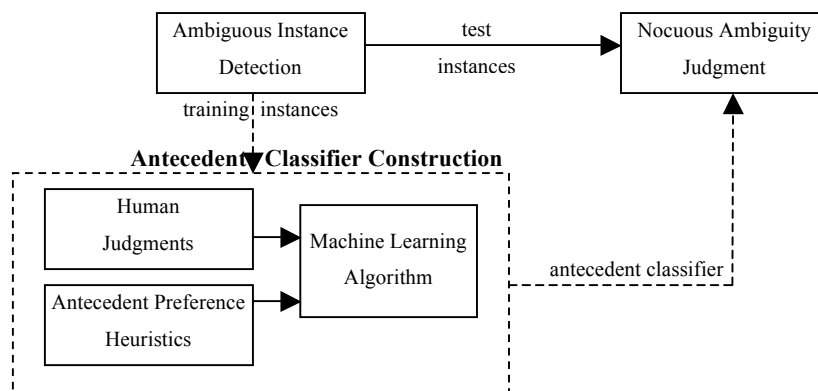 Ambiguous Instance
Detection
test
instances
Nocuous Ambiguity
Judgment
training instances
Antecedent Classifier Construction
Human
Judgments
Machine Learning
Algorithm
Antecedent Preference
Heuristics
antecedent classifier